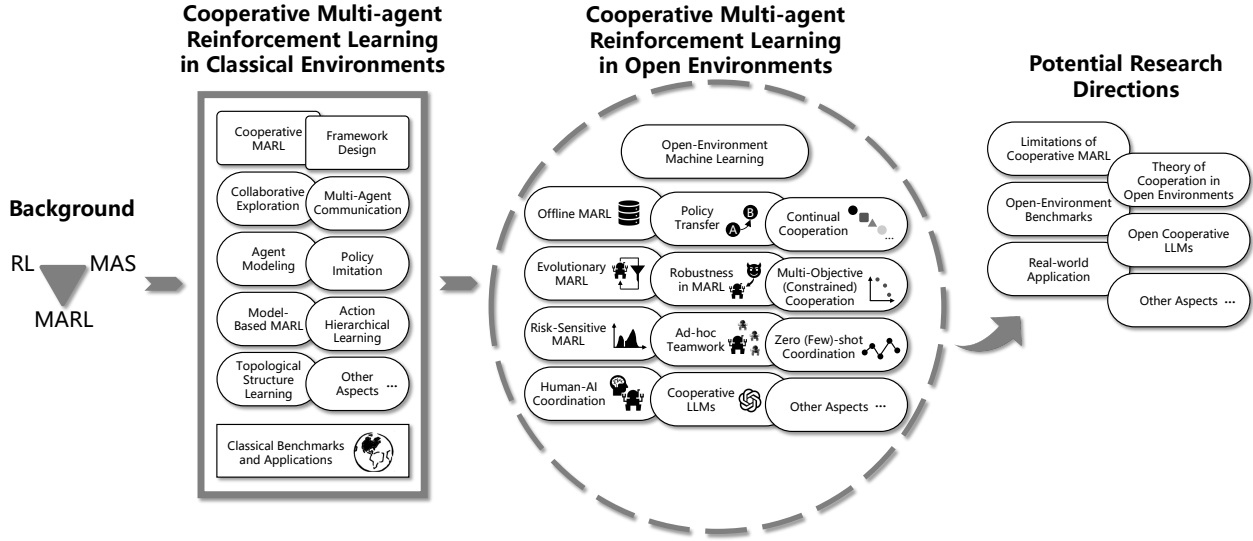 Background
RL
MAS
MARL
Cooperative Multi-agent
Reinforcement Learning
in Classical Environments
Cooperative
MARL
Framework
Design
Collaborative
Exploration
Multi-Agent
Communication
Agent
Modeling
Policy
Imitation
Model-
Based MARL
Action
Hierarchical
Learning
Topological
Structure
Learning
Other
Aspects ...
Classical Benchmarks
and Applications
Cooperative Multi-agent
Reinforcement Learning
in Open Environments
Open-Environment
Machine Learning
Offline MARL
Policy
Transfer
A
B
Continual
Cooperation
...
Evolutionary
MARL
Robustness
in MARL
Multi-Objective
(Constrained)
Cooperation
Risk-Sensitive
MARL
Ad-hoc
Teamwork
Zero (Few)-shot
Coordination
Human-AI
Coordination
Cooperative
LLMs
Other Aspects ...
Potential Research
Directions
Limitations of
Cooperative MARL
Theory of
Cooperation in
Open Environments
Open-Environment
Benchmarks
Open Cooperative
LLMs
Real-world
Application
Other Aspects ...